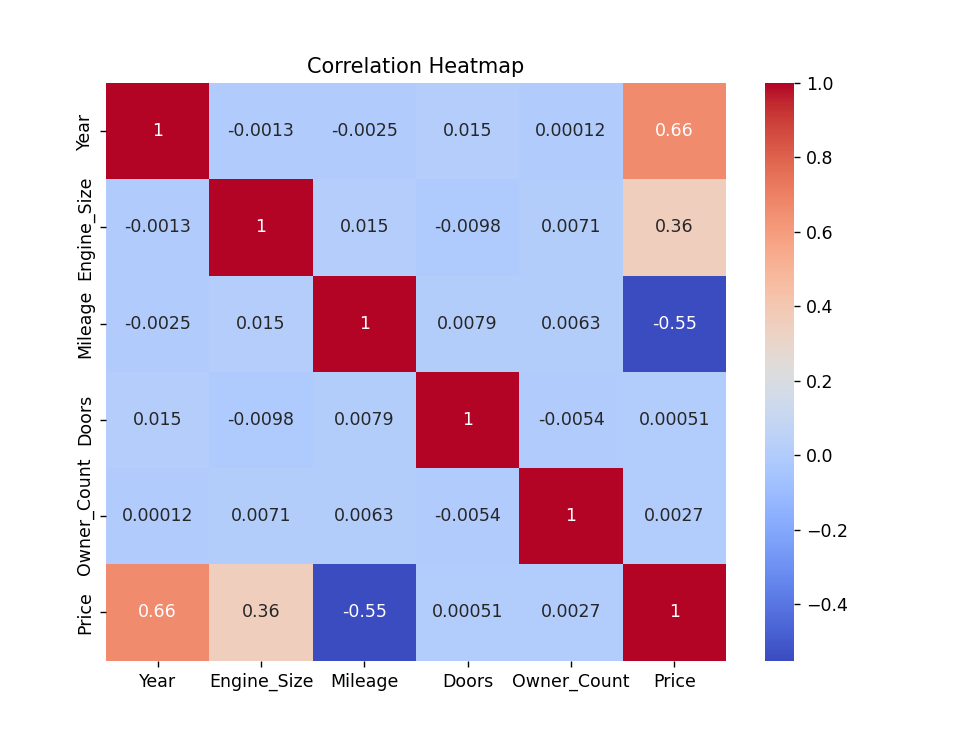 Correlation Heatmap
Year 1 -0.0013 -0.0025 0.015 0.00012 0.66
Engine_Size -0.0013 1 0.015 -0.0098 0.0071 0.36
Mileage -0.0025 0.015 1 0.0079 0.0063 -0.55
Doors 0.015 -0.0098 0.0079 1 -0.0054 0.00051
Owner_Count 0.00012 0.0071 0.0063 -0.0054 1 0.0027
Price 0.66 0.36 -0.55 0.00051 0.0027 1
Year Engine_Size Mileage Doors Owner_Count Price
1.0
0.8
0.6
0.4
0.2
0.0
−0.2
−0.4